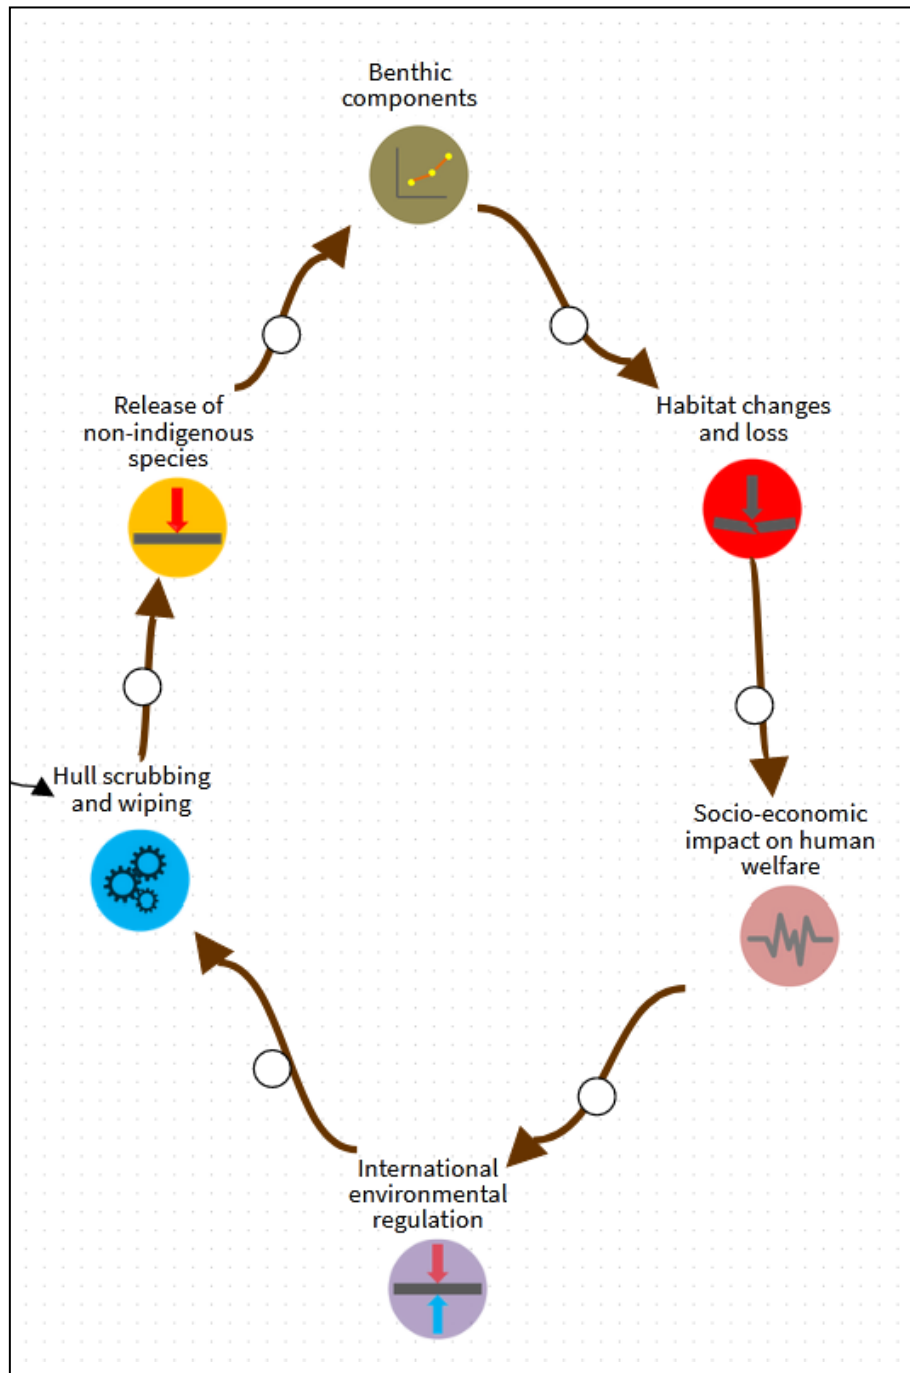 Benthic
components
Release of
non-indigenous
species
Habitat changes
and loss
Hull scrubbing
and wiping
Socio-economic
impact on human
welfare
International
environmental
regulation